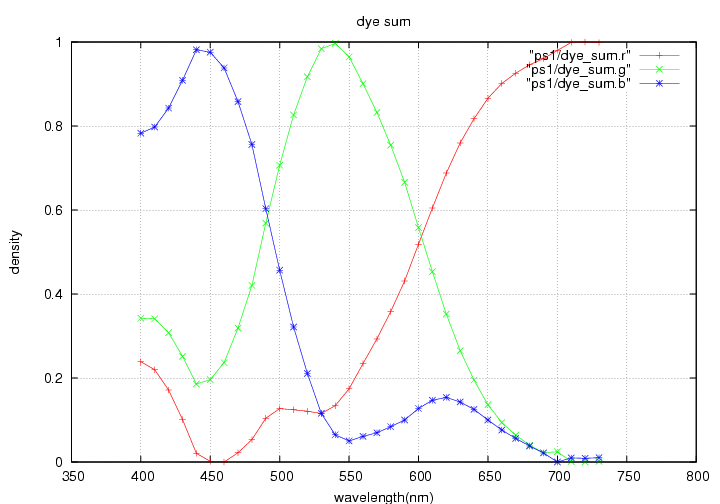 dye sum
1
0.8
0.6
0.4
0.2
0
density
"ps1/dye_sum.r"
"ps1/dye_sum.g"
"ps1/dye_sum.b"
350 400 450 500 550 600 650 700 750 800
wavelength(nm)